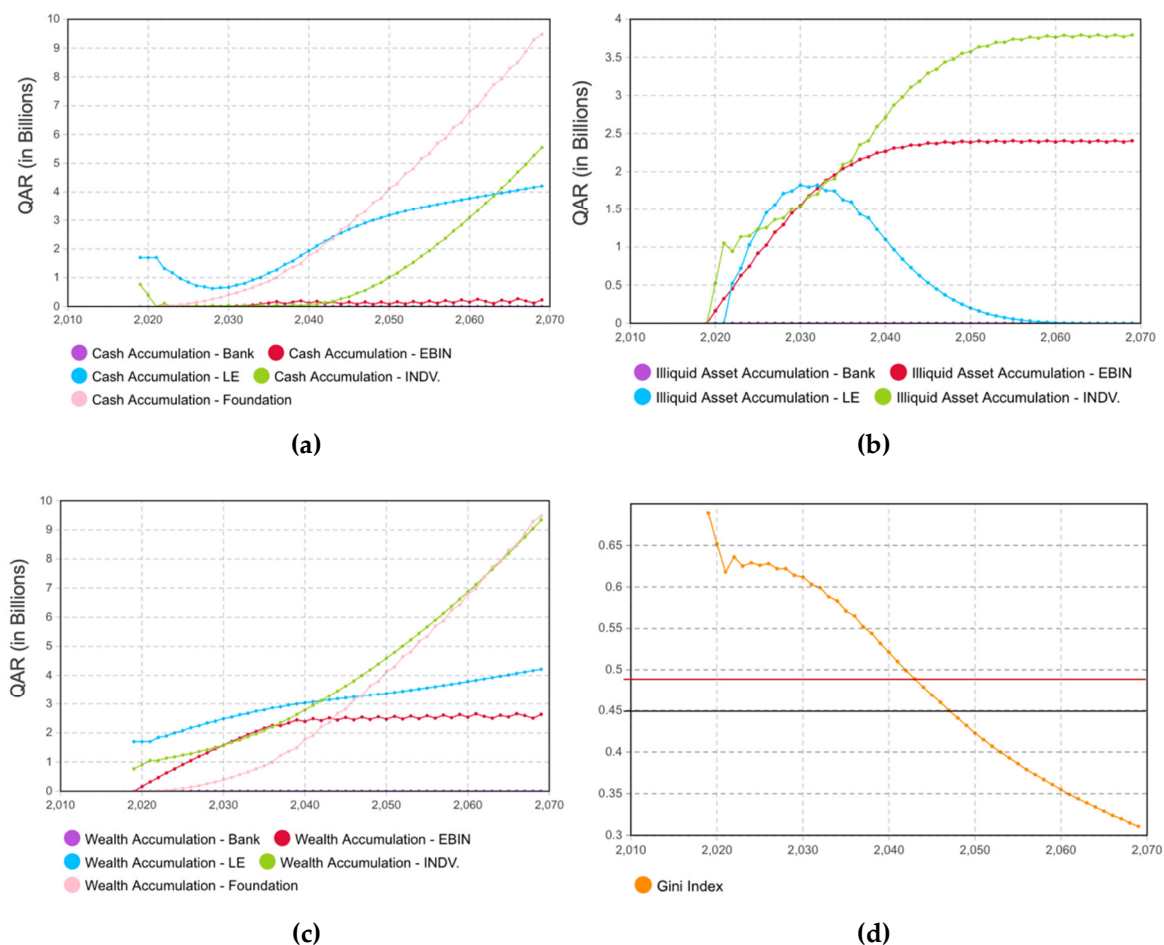 10
9
8
7
6
5
4
3
2
1
0
QAR (in Billions)
2,010 2,020 2,030 2,040 2,050 2,060 2,070
Cash Accumulation - Bank Cash Accumulation - EBIN
Cash Accumulation - LE Cash Accumulation - INDV.
Cash Accumulation - Foundation
(a)
4
3.5
3
2.5
2
1.5
1
0.5
0
QAR (in Billions)
2,010 2,020 2,030 2,040 2,050 2,060 2,070
Illiquid Asset Accumulation - Bank Illiquid Asset Accumulation - EBIN
Illiquid Asset Accumulation - LE Illiquid Asset Accumulation - INDV.
(b)
10
9
8
7
6
5
4
3
2
1
0
QAR (in Billions)
2,010 2,020 2,030 2,040 2,050 2,060 2,070
Wealth Accumulation - Bank Wealth Accumulation - EBIN
Wealth Accumulation - LE Wealth Accumulation - INDV.
Wealth Accumulation - Foundation
(c)
0.65
0.6
0.55
0.5
0.45
0.4
0.35
0.3
2,010 2,020 2,030 2,040 2,050 2,060 2,070
Gini Index
(d)